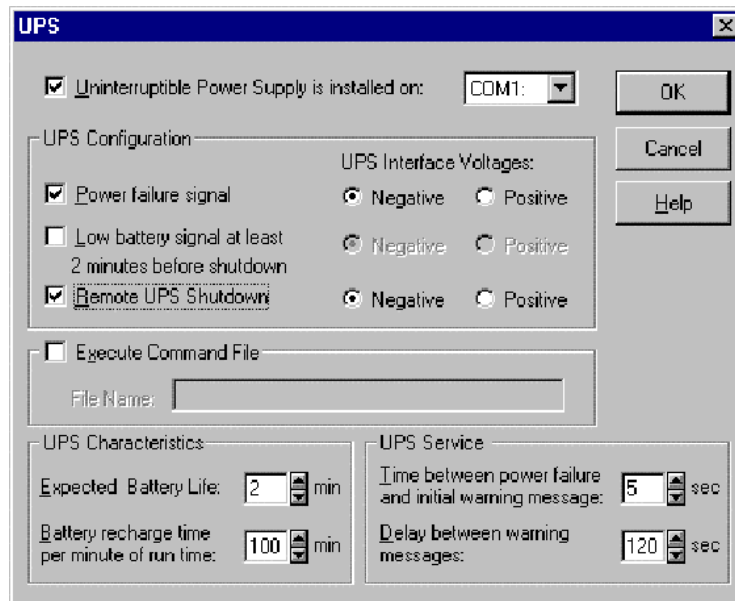 UPS
Uninterruptible Power Supply is installed on:
COM1:
OK
Cancel
Help
UPS Configuration
UPS Interface Voltages:
Power failure signal
Negative
Positive
Low battery signal at least
2 minutes before shutdown
Negative
Positive
Remote UPS Shutdown
Negative
Positive
Execute Command File
File Name:
UPS Characteristics
Expected Battery Life:
2
min
Battery recharge time
per minute of run time:
100
min
UPS Service
Time between power failure
and initial warning message:
5
sec
Delay between warning
messages:
120
sec